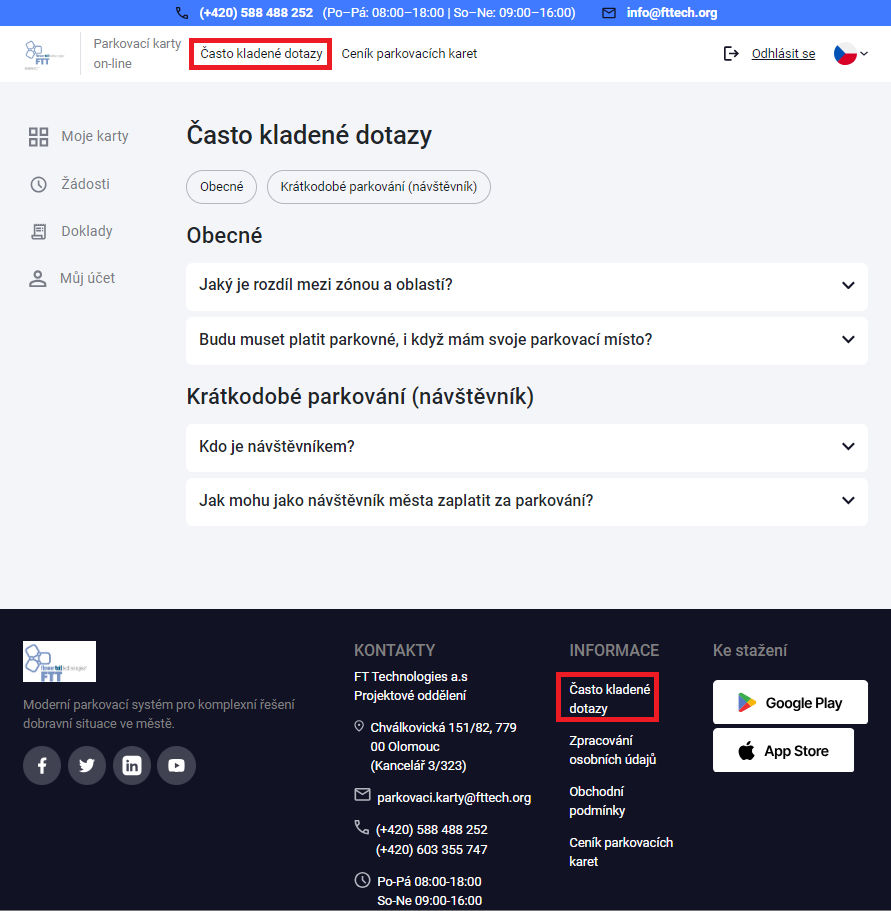 (+420) 588 488 252 (Po–Pá: 08:00–18:00 | So–Ne: 09:00–16:00) info@fttech.org
Parkovací karty
on-line
Často kladené dotazy
Ceník parkovacích karet
Odhlásit se
FTT
Moje karty
Žádosti
Doklady
Můj účet
Často kladené dotazy
Obecné
Krátkodobé parkování (návštěvník)
Obecné
Jaký je rozdíl mezi zónou a oblastí?
Budu muset platit parkovné, i když mám svoje parkovací místo?
Krátkodobé parkování (návštěvník)
Kdo je návštěvníkem?
Jak mohu jako návštěvník města zaplatit za parkování?
FTT
Moderní parkovací systém pro komplexní řešení
dobravní situace ve městě.
KONTAKTY
FT Technologies a.s
Projektové oddělení
Chválkovická 151/82, 779
00 Olomouc
(Kancelář 3/323)
parkovaci.karty@fttech.org
(+420) 588 488 252
(+420) 603 355 747
Po-Pá 08:00-18:00
So-Ne 09:00-16:00
INFORMACE
Často kladené
dotazy
Zpracování
osobních údajů
Obchodní
podmínky
Ceník parkovacích
karet
Ke stažení
Google Play
App Store